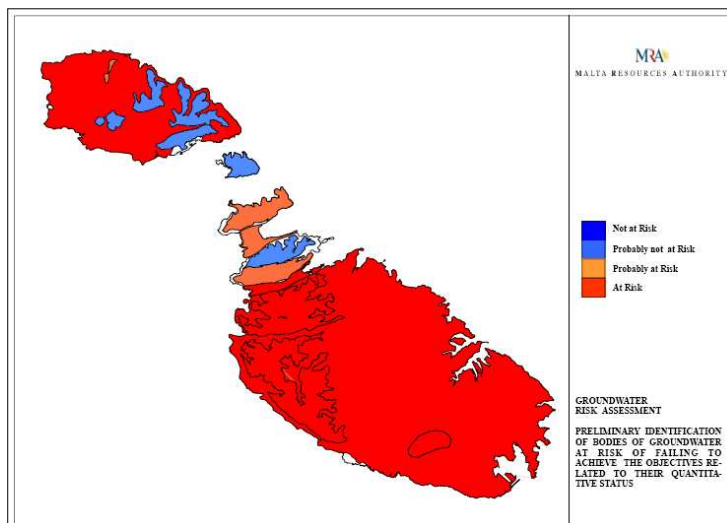 MRA
MALTA RESOURCES AUTHORITY
Not at Risk
Probably not at Risk
Probably at Risk
At Risk
GROUNDWATER
RISK ASSESSMENT
PRELIMINARY IDENTIFICATION
OF BODIES OF GROUNDWATER
AT RISK OF FAILING TO
ACHIEVE THE OBJECTIVES RE-
LATED TO THEIR QUANTITA-
TIVE STATUS